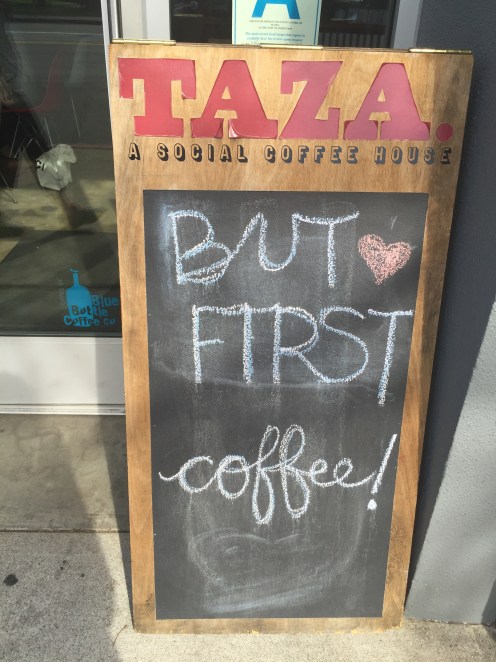 A
TAZA.
A SOCIAL COFFEE HOUSE
BUT
FIRST
coffee!
Blue
Bottle
Coffee Co